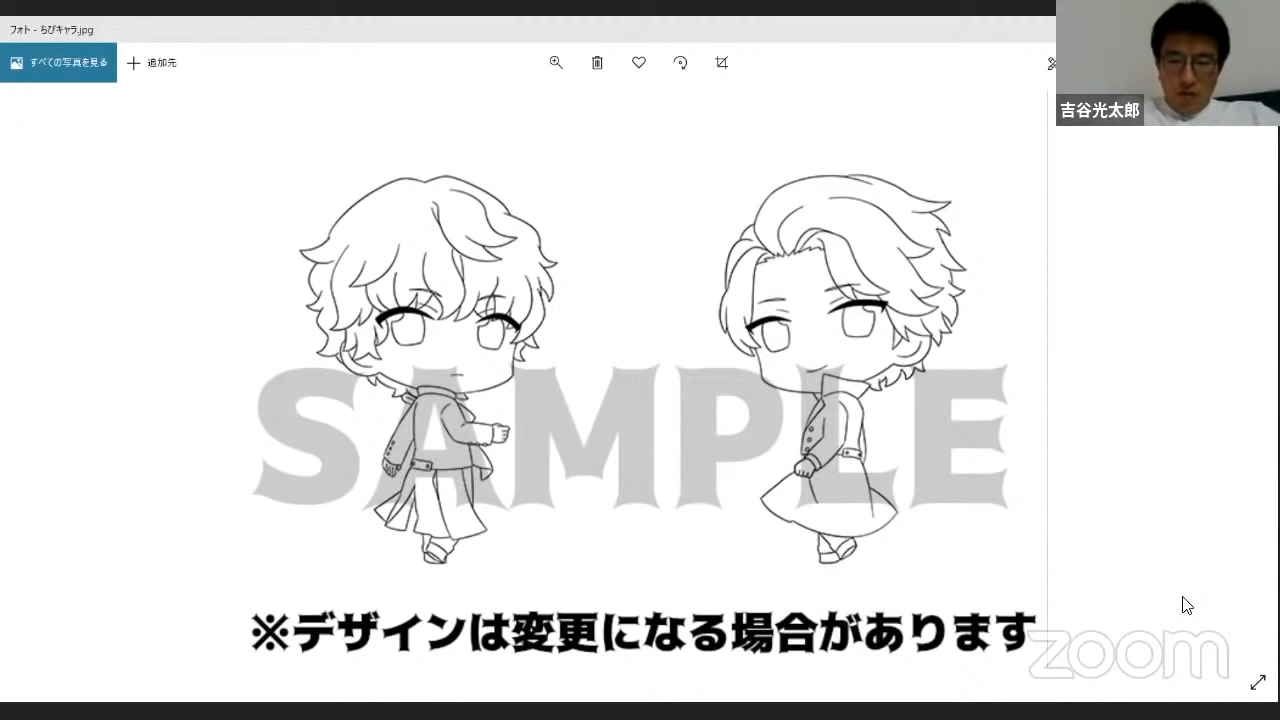 フォト - ちびキャラ.jpg
すべての写真を見る
追加先
吉谷光太郎
SAMPLE
※デザインは変更になる場合があります
zoom